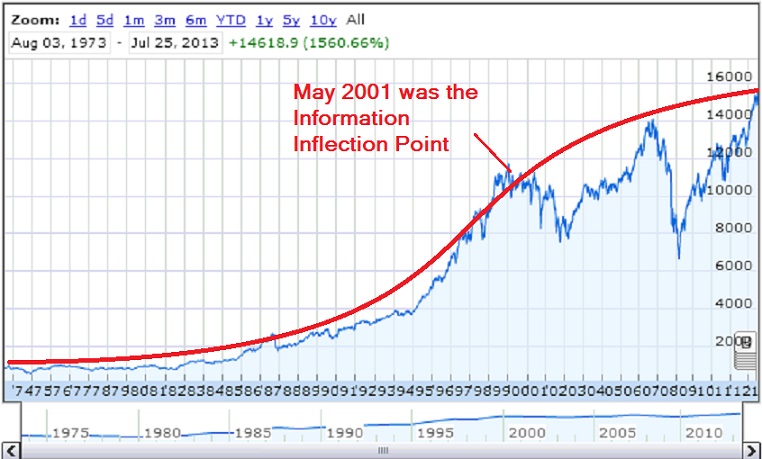 Zoom: 1d 5d 1m 3m 6m YTD 1y 5y 10y All
Aug 03, 1973 - Jul 25, 2013 +14618.9 (1560.66%)
May 2001 was the
Information
Inflection Point
16000
14000
12000
10000
8000
6000
4000
2000
'7475767778798081828384858687888990919293949596979899000102030405060708091011121
1975 1980 1985 1990 1995 2000 2005 2010